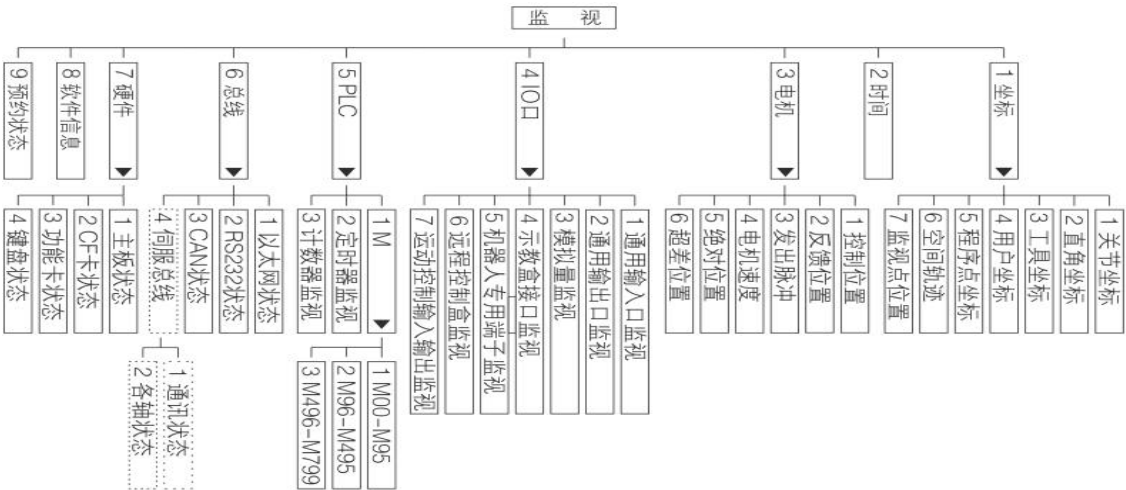 监 视
1 坐标
1 关节坐标
2 直角坐标
3 工具坐标
4 用户坐标
5 程序点坐标
6 空间轨迹
7 监视点位置
2 时间
3 电机
1 控制位置
2 反馈位置
3 发出脉冲
4 电机速度
5 绝对位置
6 超差位置
4 IO口
1 通用输入口监视
2 通用输出口监视
3 模拟量监视
4 示教盒接口监视
5 机器人专用端子监视
6 远程控制盒监视
7 运动控制输入输出监视
5 PLC
1 M
1 M00-M95
2 M96-M495
3 M496-M799
2 定时器监视
3 计数器监视
6 总线
1 以太网状态
2 RS232状态
3 CAN状态
4 伺服总线
1 通讯状态
2 各轴状态
7 硬件
1 主板状态
2 CF卡状态
3 功能卡状态
4 键盘状态
8 软件信息
9 预约状态